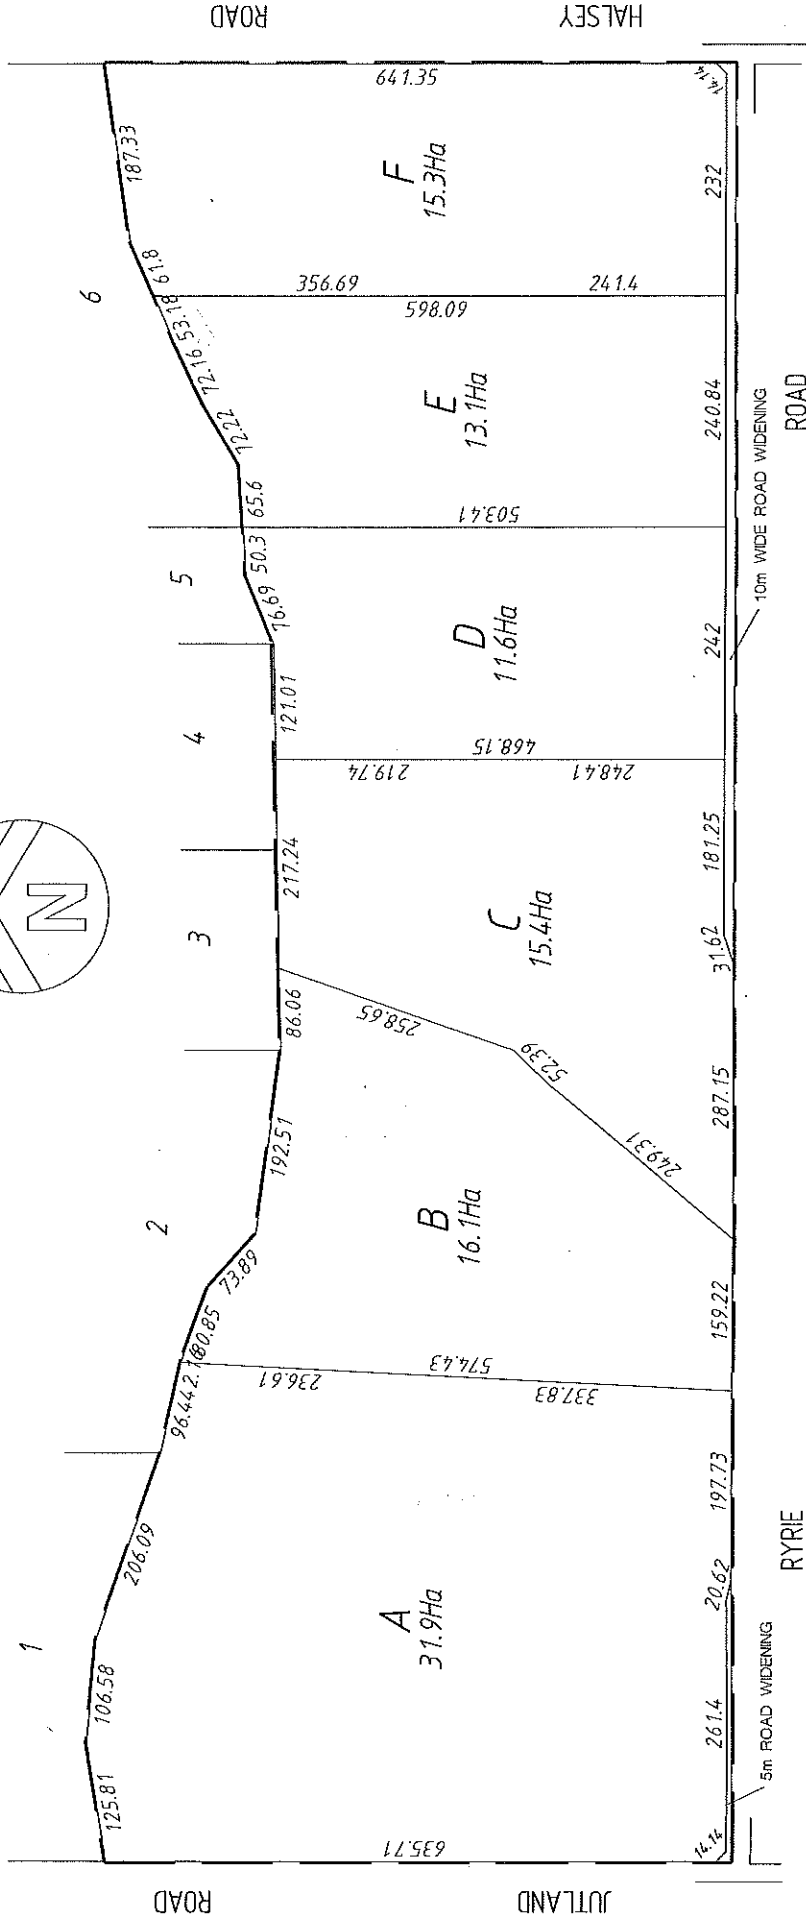 HALSEY
ROAD
6
187.33
61.8
53.18
72.16
72.22
65.6
641.35
14.14
F
15.3Ha
232
356.69
241.4
598.09
E
13.1Ha
240.84
ROAD
10m WIDE ROAD WIDENING
503.41
5
50.3
76.69
D
11.6Ha
242
4
121.01
468.15
219.74
248.41
217.24
181.25
N
3
C
15.4Ha
31.62
86.06
258.65
52.39
249.31
287.15
192.51
2
73.89
80.85
B
16.1Ha
159.22
2.16
96.44
574.43
236.61
337.83
197.73
206.09
A
31.9Ha
20.62
RYRIE
1
106.58
125.81
261.4
5m ROAD WIDENING
14.14
635.71
JUTLAND
ROAD